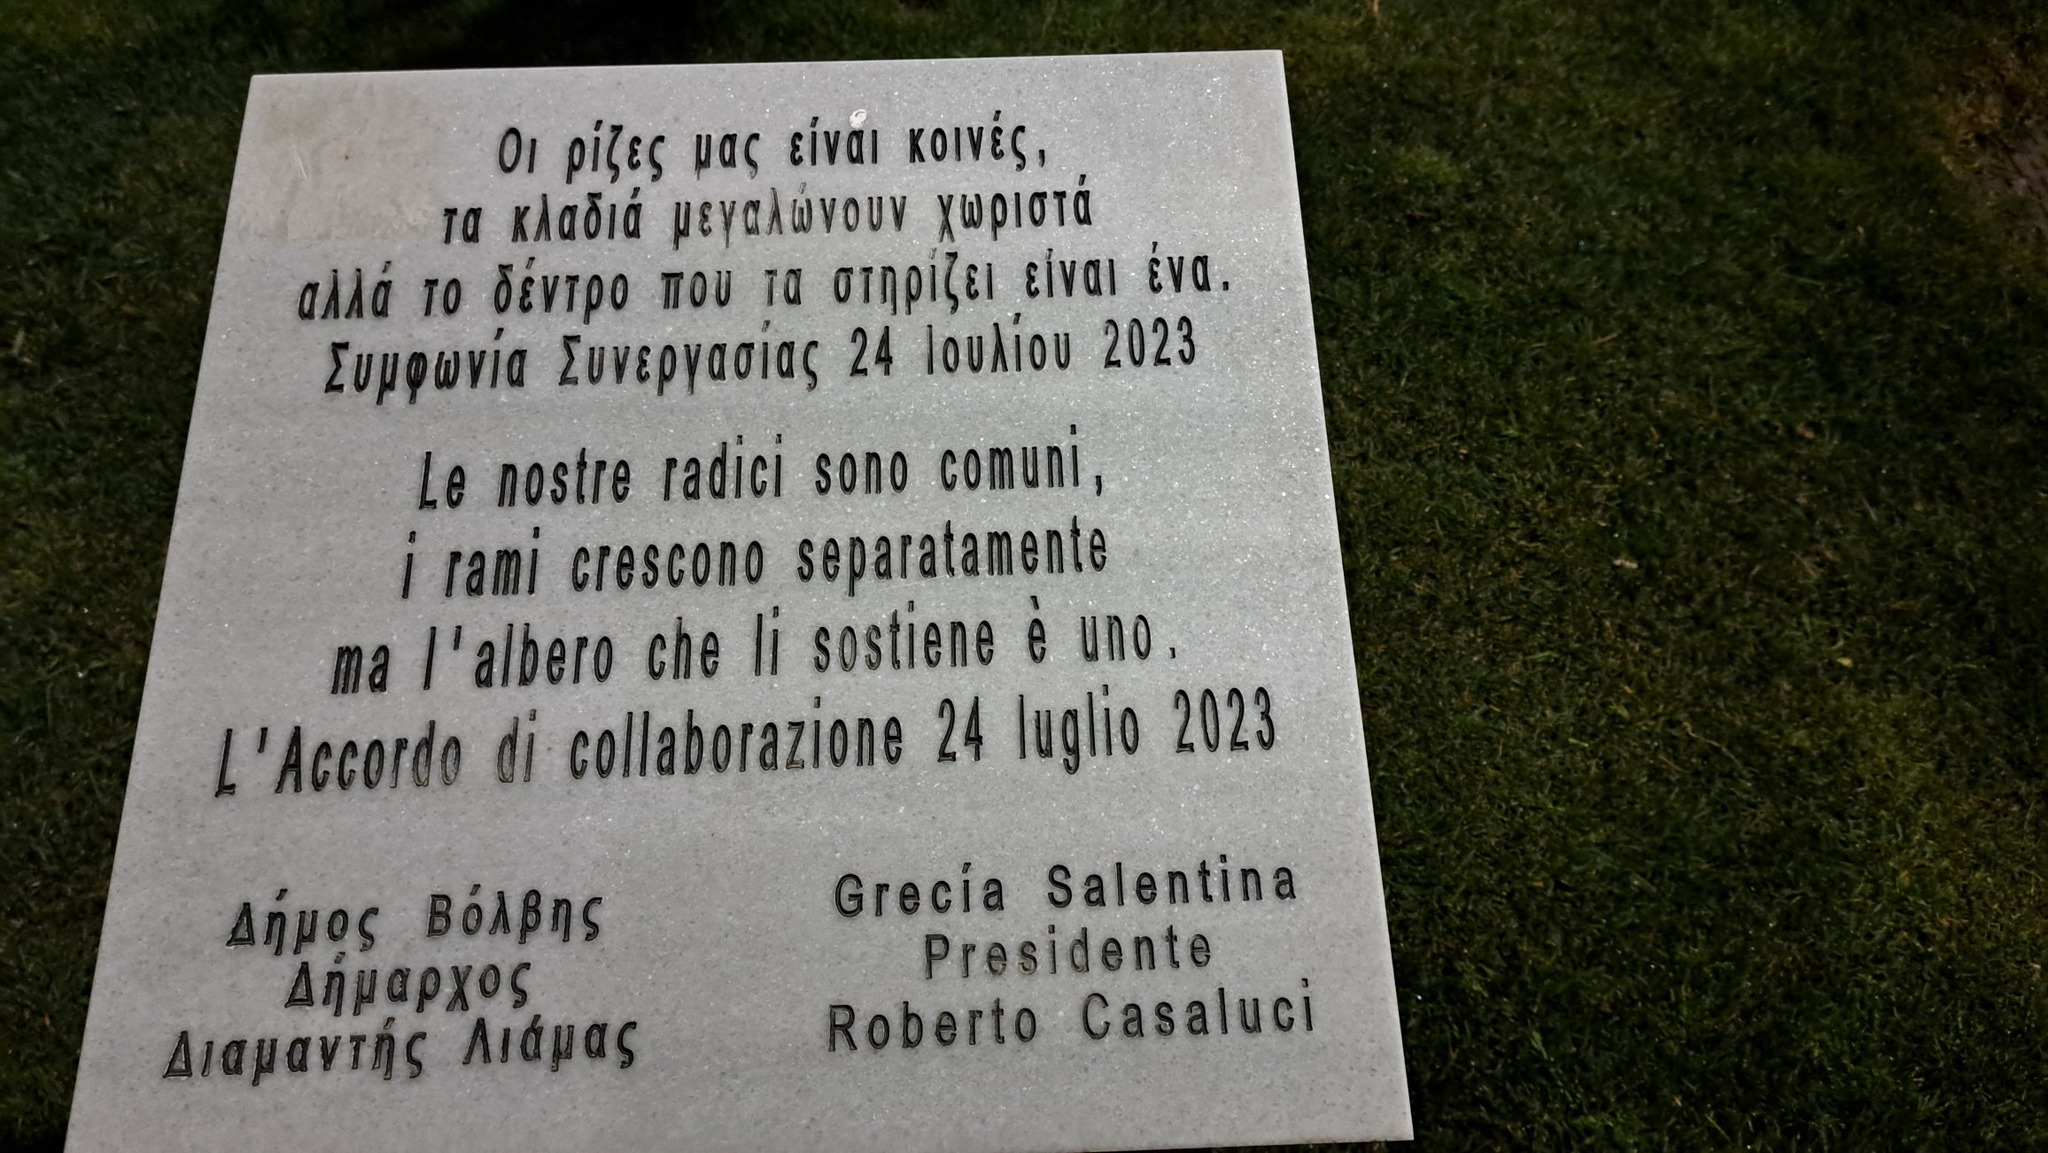 Οι ρίζες μας είναι κοινές,
τα κλαδιά μεγαλώνουν χωριστά
αλλά το δέντρο που τα στηρίζει είναι ένα.
Συμφωνία Συνεργασίας 24 Ιουλίου 2023
Le nostre radici sono comuni,
i rami crescono separatamente
ma l'albero che li sostiene è uno.
L'Accordo di collaborazione 24 luglio 2023
Δήμος Βόλβης
Δήμαρχος
Διαμαντής Λιάμας
Grecía Salentina
Presidente
Roberto Casaluci